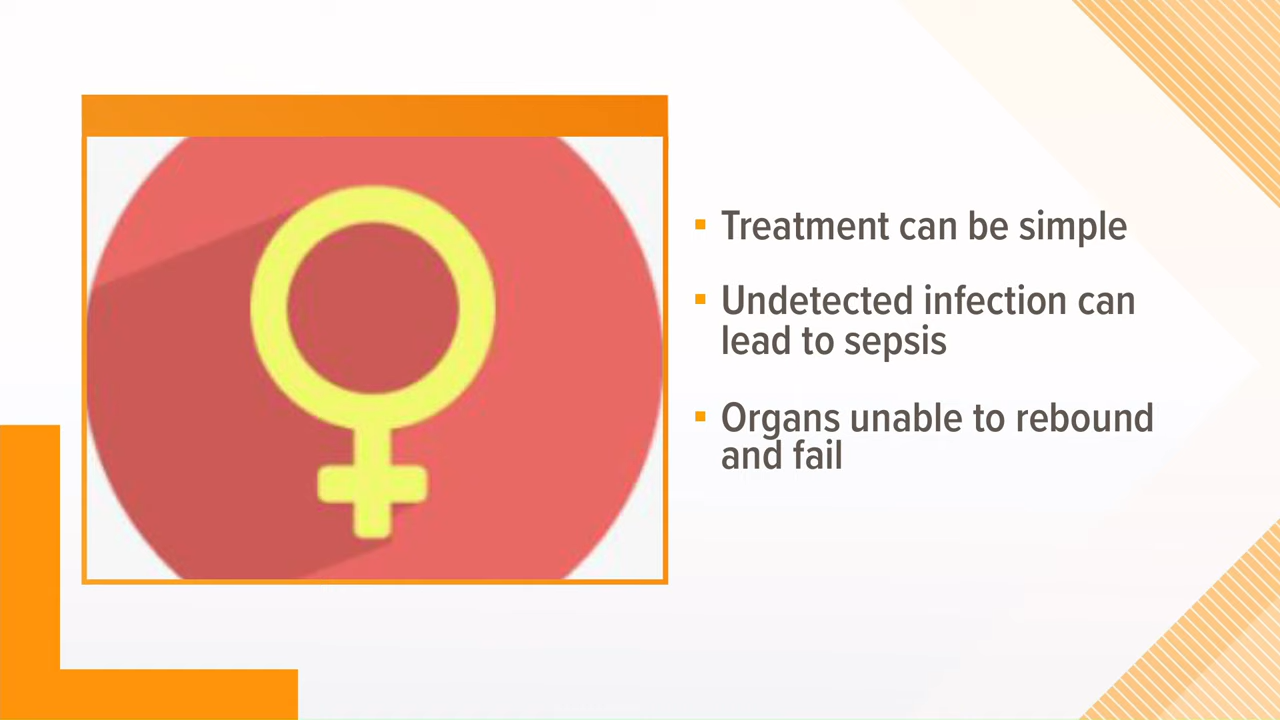 Treatment can be simple
Undetected infection can
lead to sepsis
Organs unable to rebound
and fail